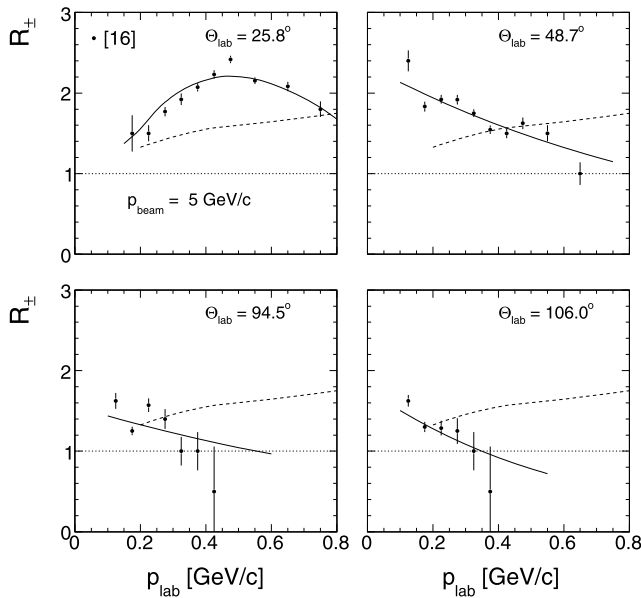 R± 3 • [16] Θlab = 25.8° Θlab = 48.7°
2
1
pbeam = 5 GeV/c
0
R± 3 Θlab = 94.5° Θlab = 106.0°
2
1
0
0 0.2 0.4 0.6 0.8 0 0.2 0.4 0.6 0.8
plab [GeV/c] plab [GeV/c]